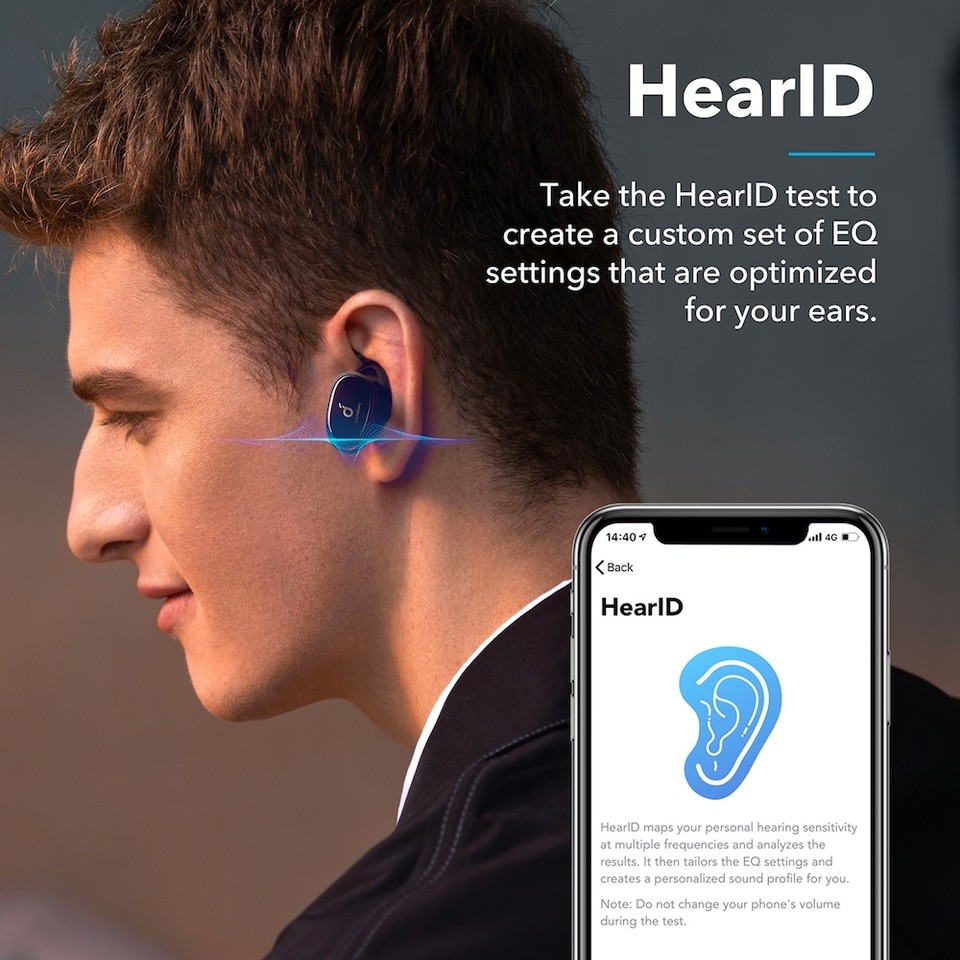 HearID
Take the HearID test to
create a custom set of EQ
settings that are optimized
for your ears.
14:40
4G
Back
HearID
HearID maps your personal hearing sensitivity
at multiple frequencies and analyzes the
results. It then tailors the EQ settings and
creates a personalized sound profile for you.
Note: Do not change your phone's volume
during the test.